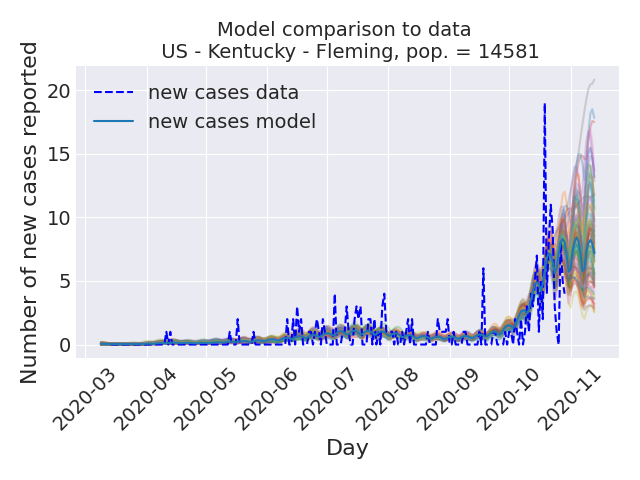 Model comparison to data
US - Kentucky - Fleming, pop. = 14581
new cases data
new cases model
Number of new cases reported
20
15
10
5
0
2020-03
2020-04
2020-05
2020-06
2020-07
2020-08
2020-09
2020-10
2020-11
Day